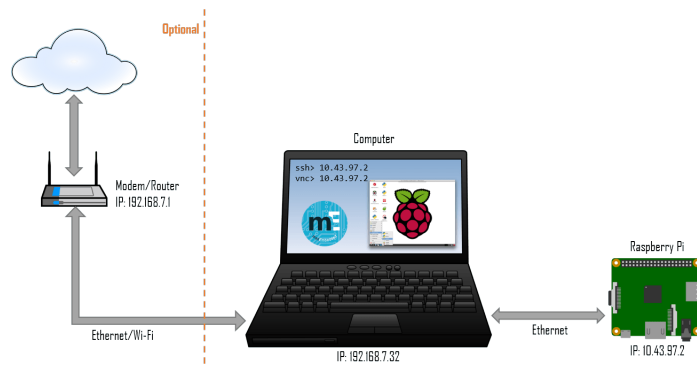 Optional
Computer
ssh> 10.43.97.2
vnc> 10.43.97.2
mE
Modem/Router
IP: 192.168.7.1
Raspberry Pi
Ethernet/Wi-Fi
Ethernet
IP: 192.168.7.32
IP: 10.43.97.2